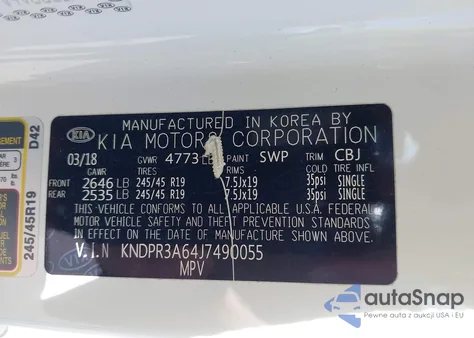 MANUFACTURED IN KOREA BY
KIA KIA MOTORS CORPORATION
03/18 GVWR 4773 LB PAINT SWP TRIM CBJ
GAWR TIRES RIMS COLD TIRE INFL
FRONT 2646 LB 245/45 R19 7.5Jx19 35psi SINGLE
REAR 2535 LB 245/45 R19 7.5Jx19 35psi SINGLE
THIS VEHICLE CONFORMS TO ALL APPLICABLE U.S.A. FEDERAL
MOTOR VEHICLE SAFETY AND THEFT PREVENTION STANDARDS
IN EFFECT ON THE DATE OF MANUFACTURE SHOWN ABOVE.
V.I.N KNDPR3A64J7490055
MPV
245/45R19 D42
autoSnap
Pewne auta z aukcji USA i EU